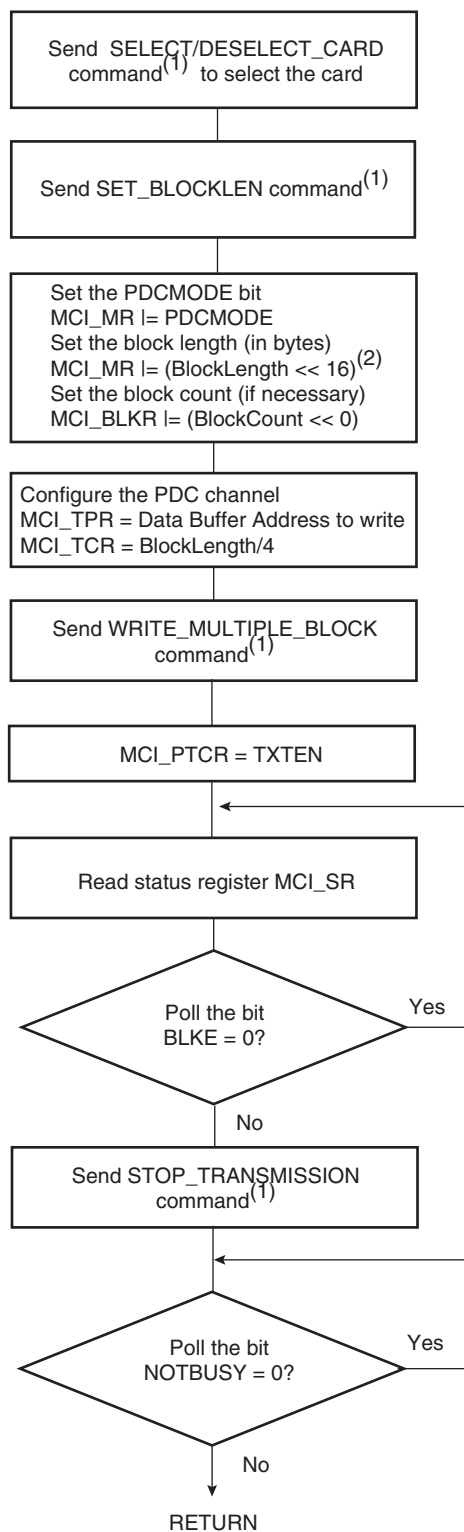 Send SELECT/DESELECT_CARD
command(1) to select the card
Send SET_BLOCKLEN command(1)
Set the PDCMODE bit
MCI_MR |= PDCMODE
Set the block length (in bytes)
MCI_MR |= (BlockLength << 16)(2)
Set the block count (if necessary)
MCI_BLKR |= (BlockCount << 0)
Configure the PDC channel
MCI_TPR = Data Buffer Address to write
MCI_TCR = BlockLength/4
Send WRITE_MULTIPLE_BLOCK
command(1)
MCI_PTCR = TXTEN
Read status register MCI_SR
Poll the bit
BLKE = 0?
Yes
No
Send STOP_TRANSMISSION
command(1)
Poll the bit
NOTBUSY = 0?
Yes
No
RETURN